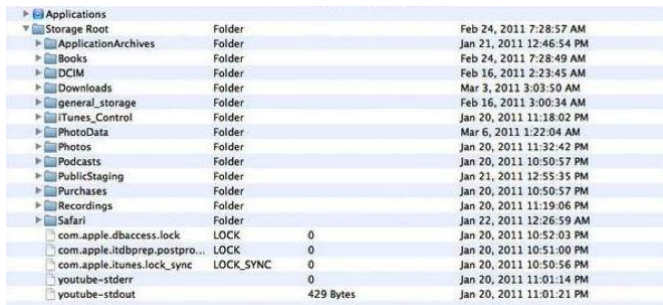 Applications
Storage Root Folder Feb 24, 2011 7:28:57 AM
ApplicationArchives Folder Jan 21, 2011 12:46:54 PM
Books Folder Feb 24, 2011 7:28:49 AM
DCIM Folder Feb 16, 2011 2:23:45 AM
Downloads Folder Mar 3, 2011 3:03:50 AM
general_storage Folder Feb 16, 2011 3:00:34 AM
iTunes_Control Folder Jan 20, 2011 11:18:02 PM
PhotoData Folder Mar 6, 2011 1:22:04 AM
Photos Folder Jan 20, 2011 11:32:42 PM
Podcasts Folder Jan 20, 2011 10:50:57 PM
PublicStaging Folder Jan 21, 2011 12:55:35 PM
Purchases Folder Jan 20, 2011 10:50:57 PM
Recordings Folder Jan 20, 2011 11:19:06 PM
Safari Folder Jan 22, 2011 12:26:59 AM
com.apple.dbaccess.lock LOCK 0 Jan 20, 2011 10:52:03 PM
com.apple.itdbprep.postpro... LOCK 0 Jan 20, 2011 10:51:00 PM
com.apple.itunes.lock_sync LOCK_SYNC 0 Jan 20, 2011 10:50:56 PM
youtube-stderr 0 Jan 20, 2011 11:01:14 PM
youtube-stdout 429 Bytes Jan 20, 2011 11:01:21 PM